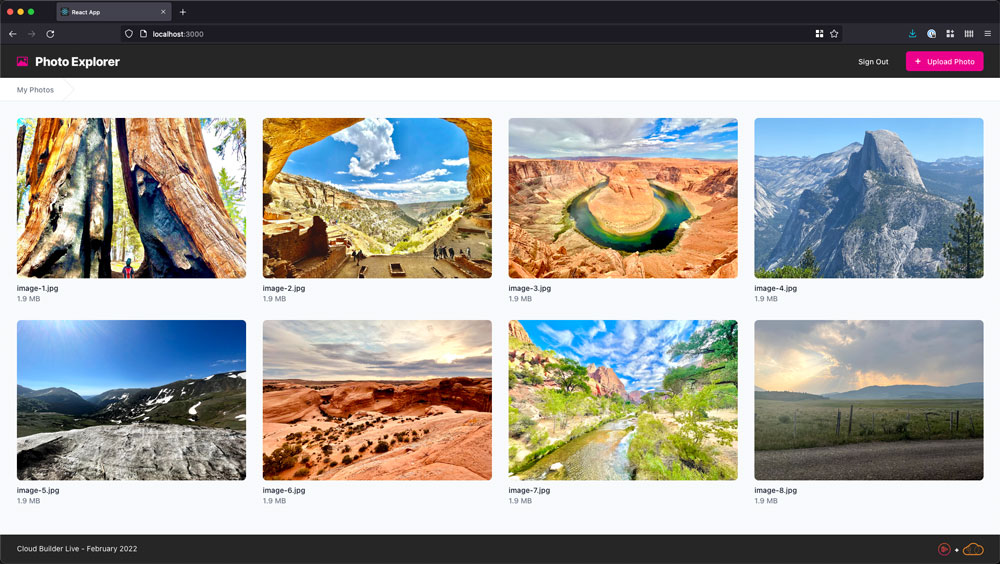 React App
localhost:3000
Photo Explorer
Sign Out
+ Upload Photo
My Photos
image-1.jpg
1.9 MB
image-2.jpg
1.9 MB
image-3.jpg
1.9 MB
image-4.jpg
1.9 MB
image-5.jpg
1.9 MB
image-6.jpg
1.9 MB
image-7.jpg
1.9 MB
image-8.jpg
1.9 MB
Cloud Builder Live - February 2022
+